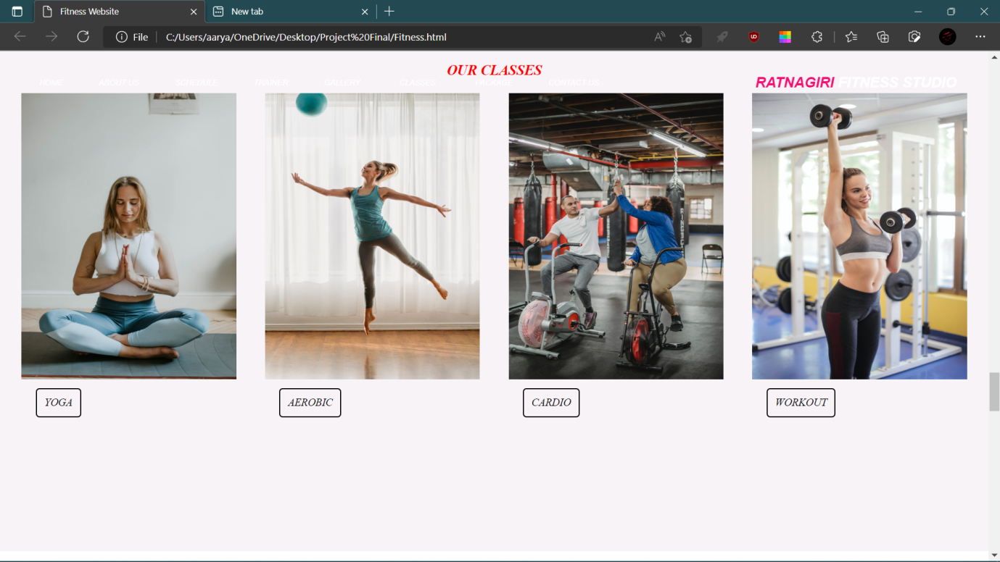 Fitness Website
New tab
File
C:/Users/aarya/OneDrive/Desktop/Project%20Final/Fitness.html
OUR CLASSES
HOME ABOUT US SCHEDULE TRAINER GALLERY CLASSES PACKAGE CONTACT US
RATNAGIRI FITNESS STUDIO
YOGA
AEROBIC
CARDIO
WORKOUT